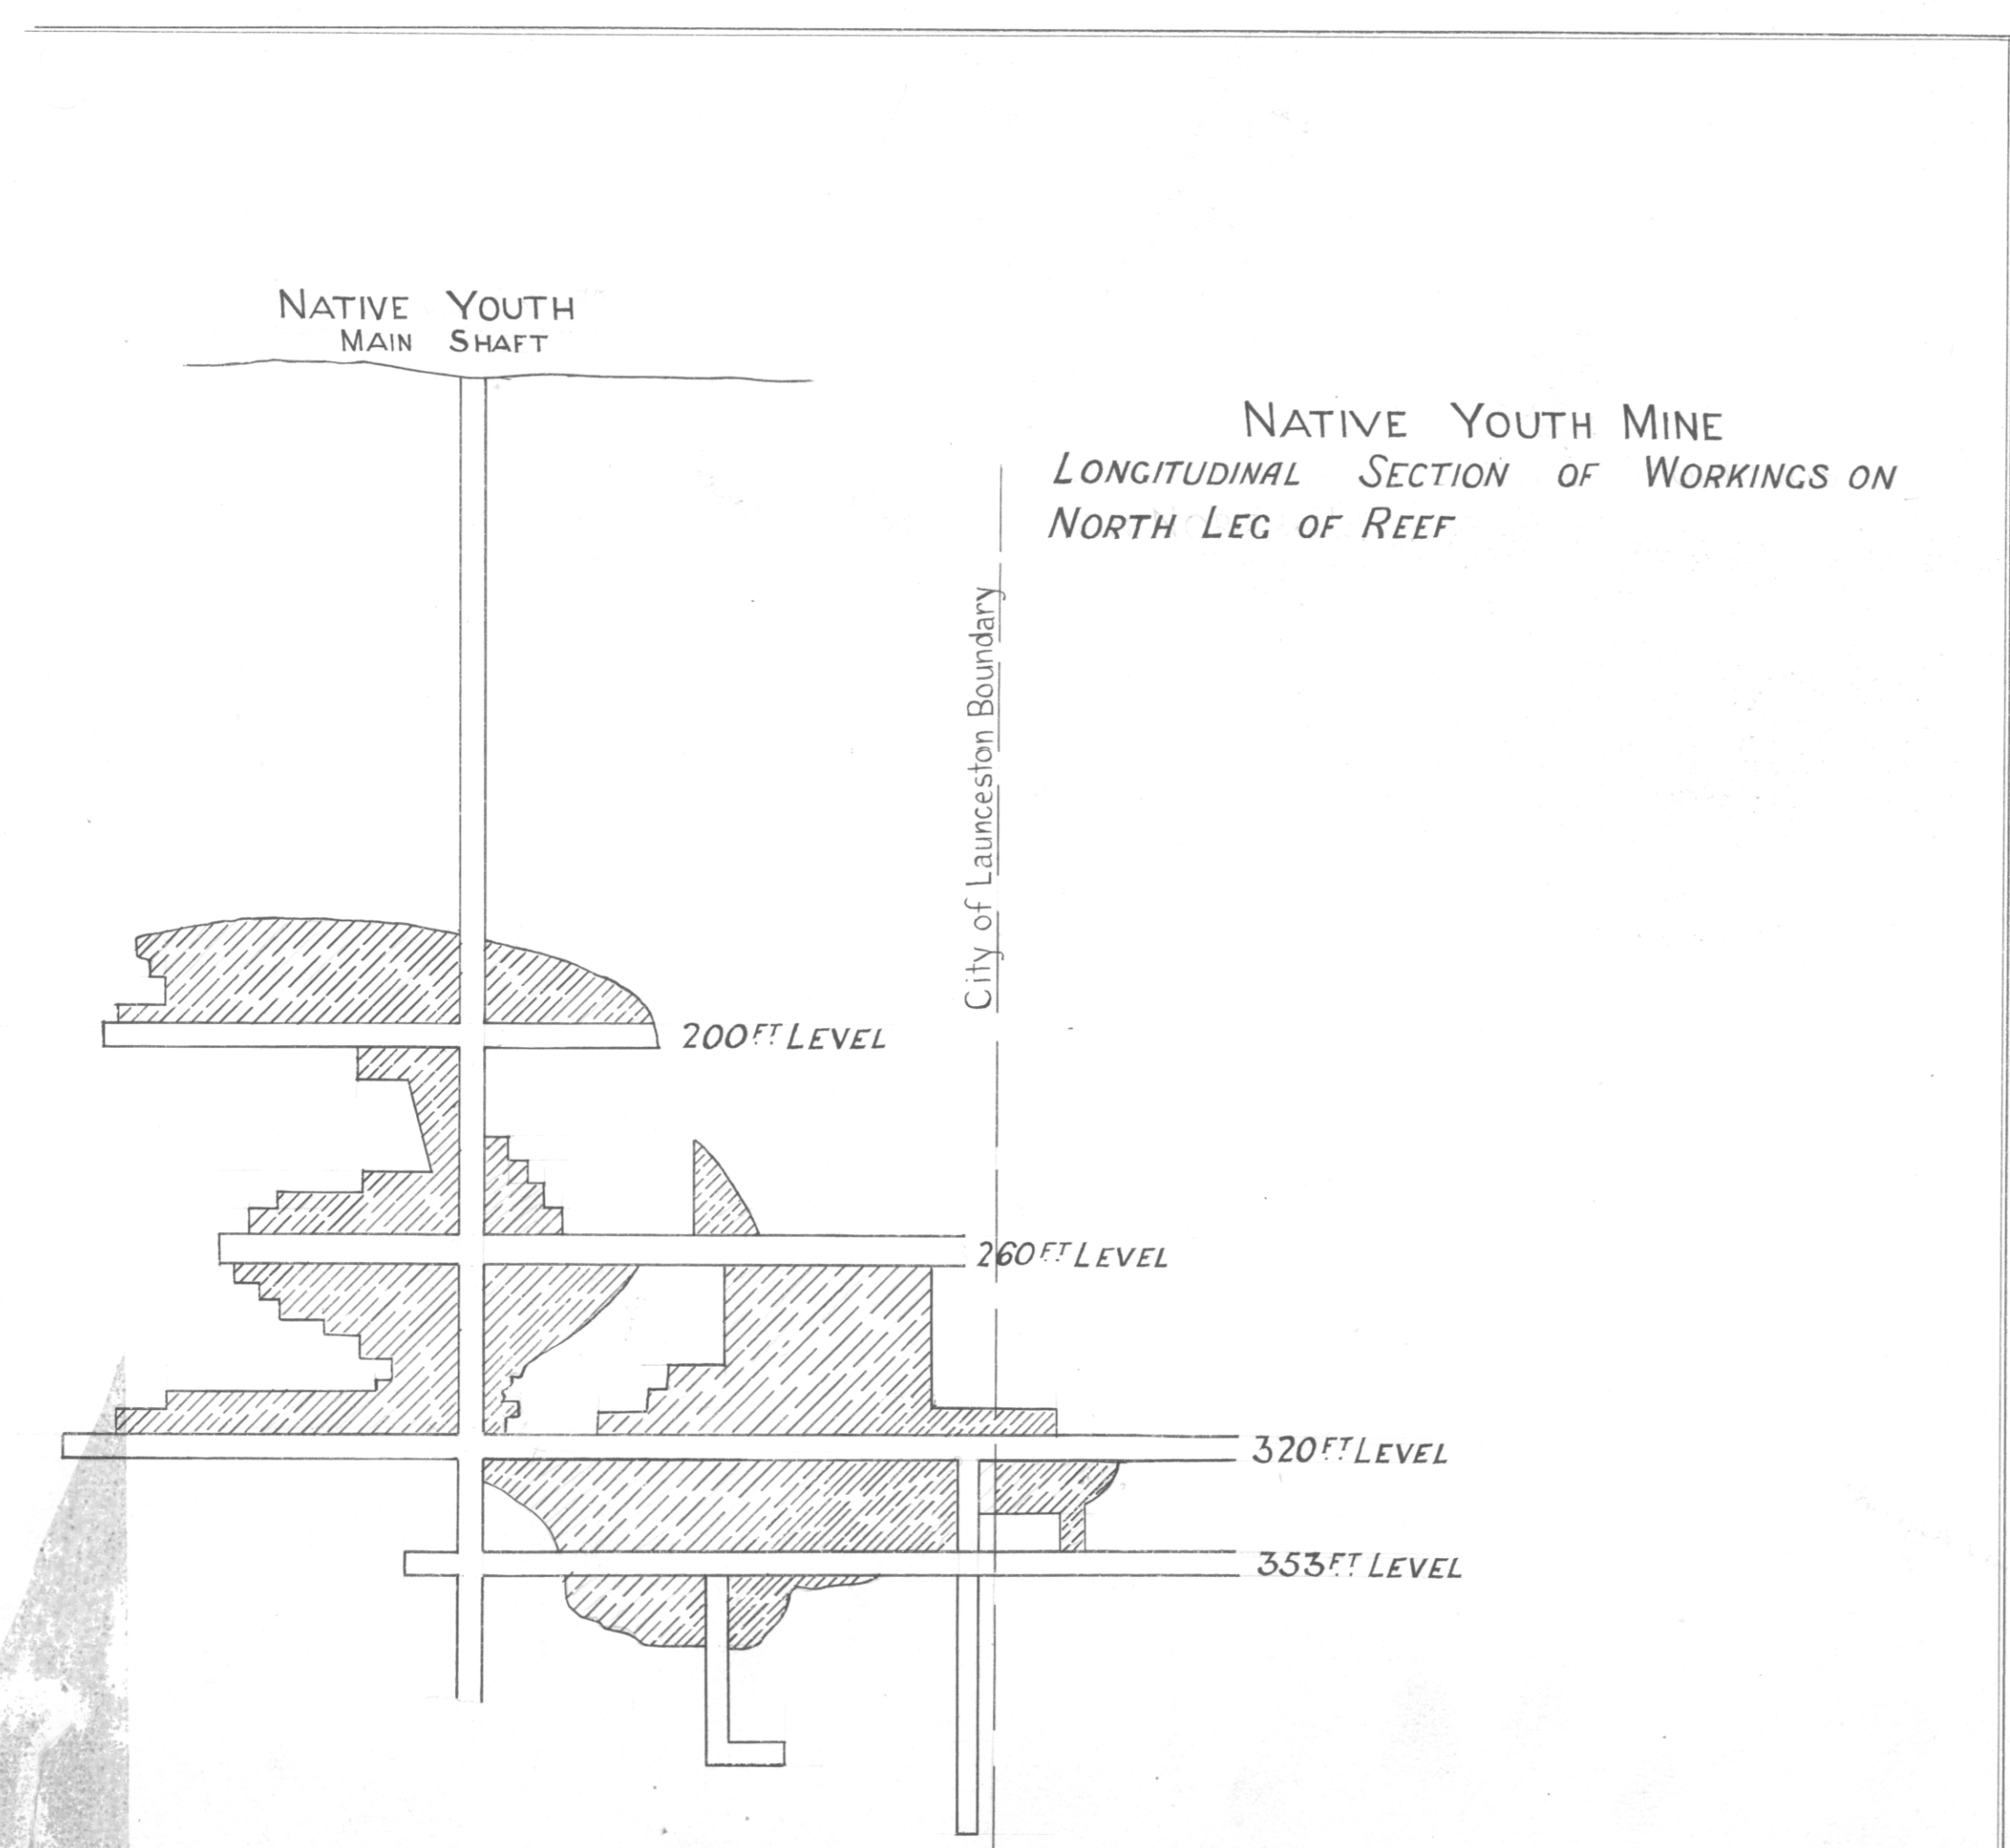 NATIVE YOUTH
MAIN SHAFT
NATIVE YOUTH MINE
LONGITUDINAL SECTION OF WORKINGS ON
NORTH LEG OF REEF
City of Launceston Boundary
200FT LEVEL
260FT LEVEL
320FT LEVEL
353FT LEVEL